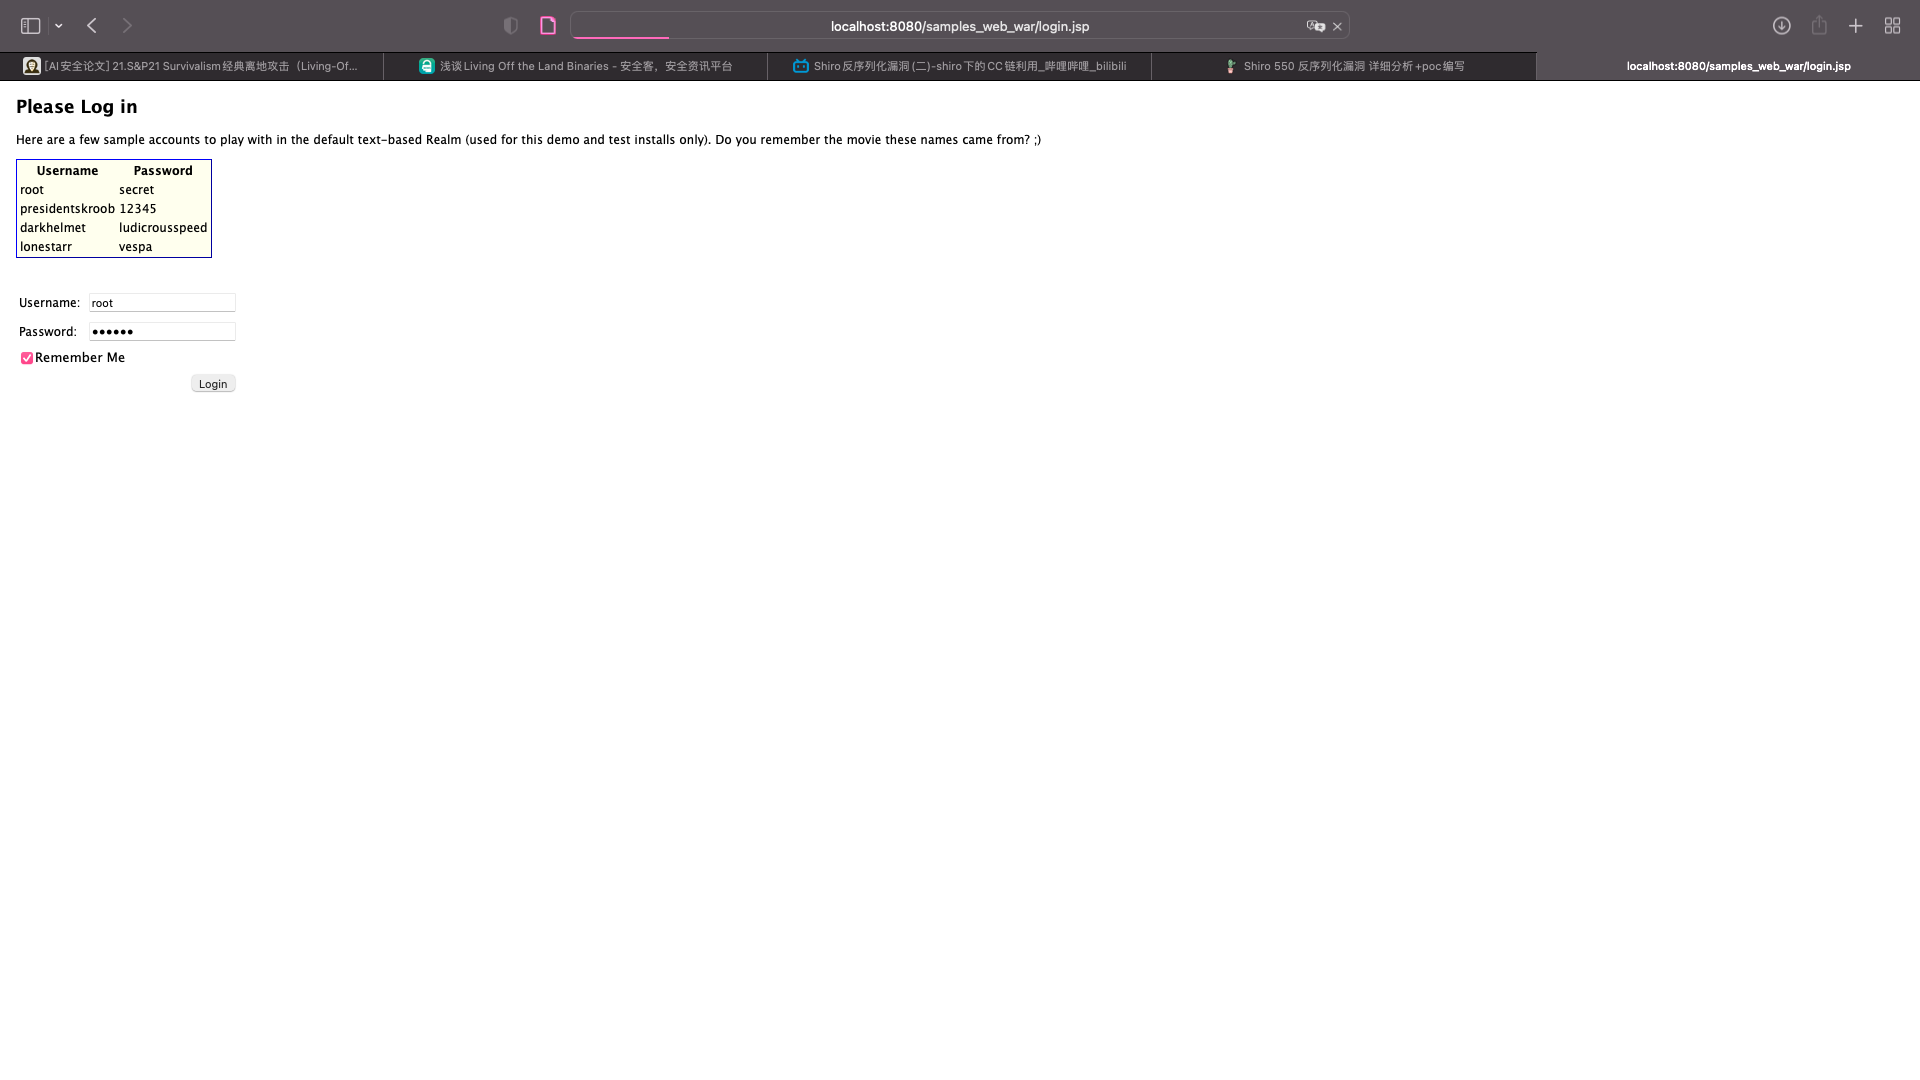 localhost:8080/samples_web_war/login.jsp
[AI安全论文] 21.S&P21 Survivalism经典离地攻击（Living-Of...
浅谈Living Off the Land Binaries - 安全客，安全资讯平台
Shiro反序列化漏洞(二)-shiro下的CC链利用_哔哩哔哩_bilibili
Shiro 550 反序列化漏洞 详细分析+poc编写
localhost:8080/samples_web_war/login.jsp
Please Log in
Here are a few sample accounts to play with in the default text-based Realm (used for this demo and test installs only). Do you remember the movie these names came from? ;)
Username Password
root secret
presidentskroob 12345
darkhelmet ludicrousspeed
lonestarr vespa
Username: root
Password: ••••••
Remember Me
Login